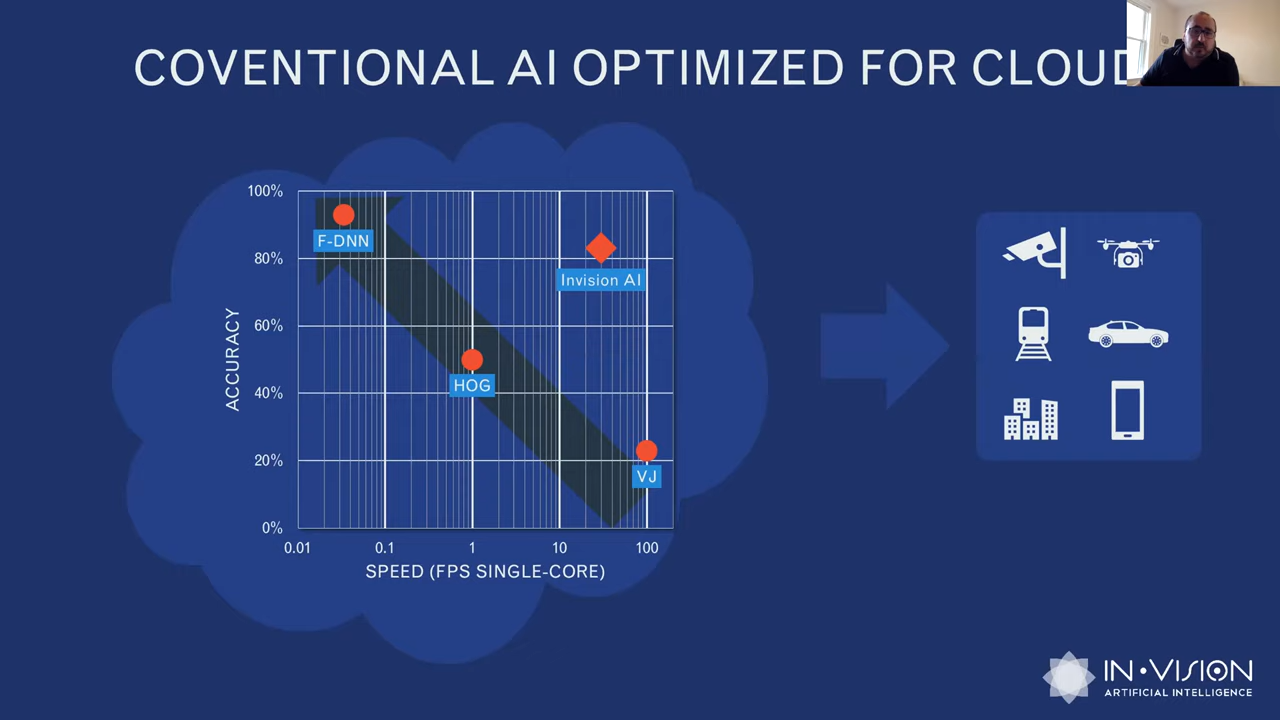 COVENTIONAL AI OPTIMIZED FOR CLOUD
100%
80%
60%
40%
20%
0%
ACCURACY
F-DNN
Invision AI
HOG
VJ
0.01 0.1 1 10 100
SPEED (FPS SINGLE-CORE)
IN·VISION
ARTIFICIAL INTELLIGENCE